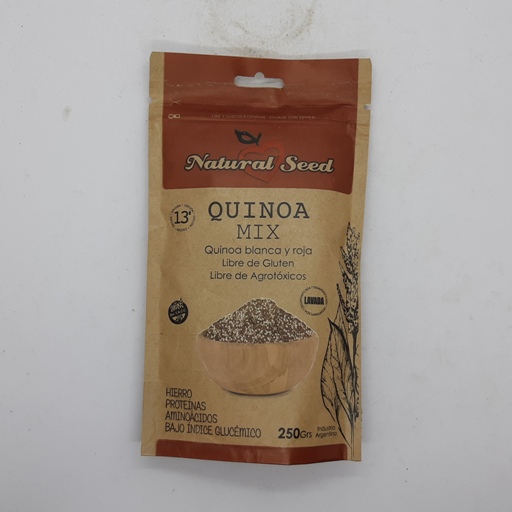 Natural Seed
13'
QUINOA
MIX
Quinoa blanca y roja
Libre de Gluten
Libre de Agrotóxicos
LAVADA
HIERRO
PROTEÍNAS
AMINOÁCIDOS
BAJO ÍNDICE GLUCÉMICO
250Grs
Industria
Argentina